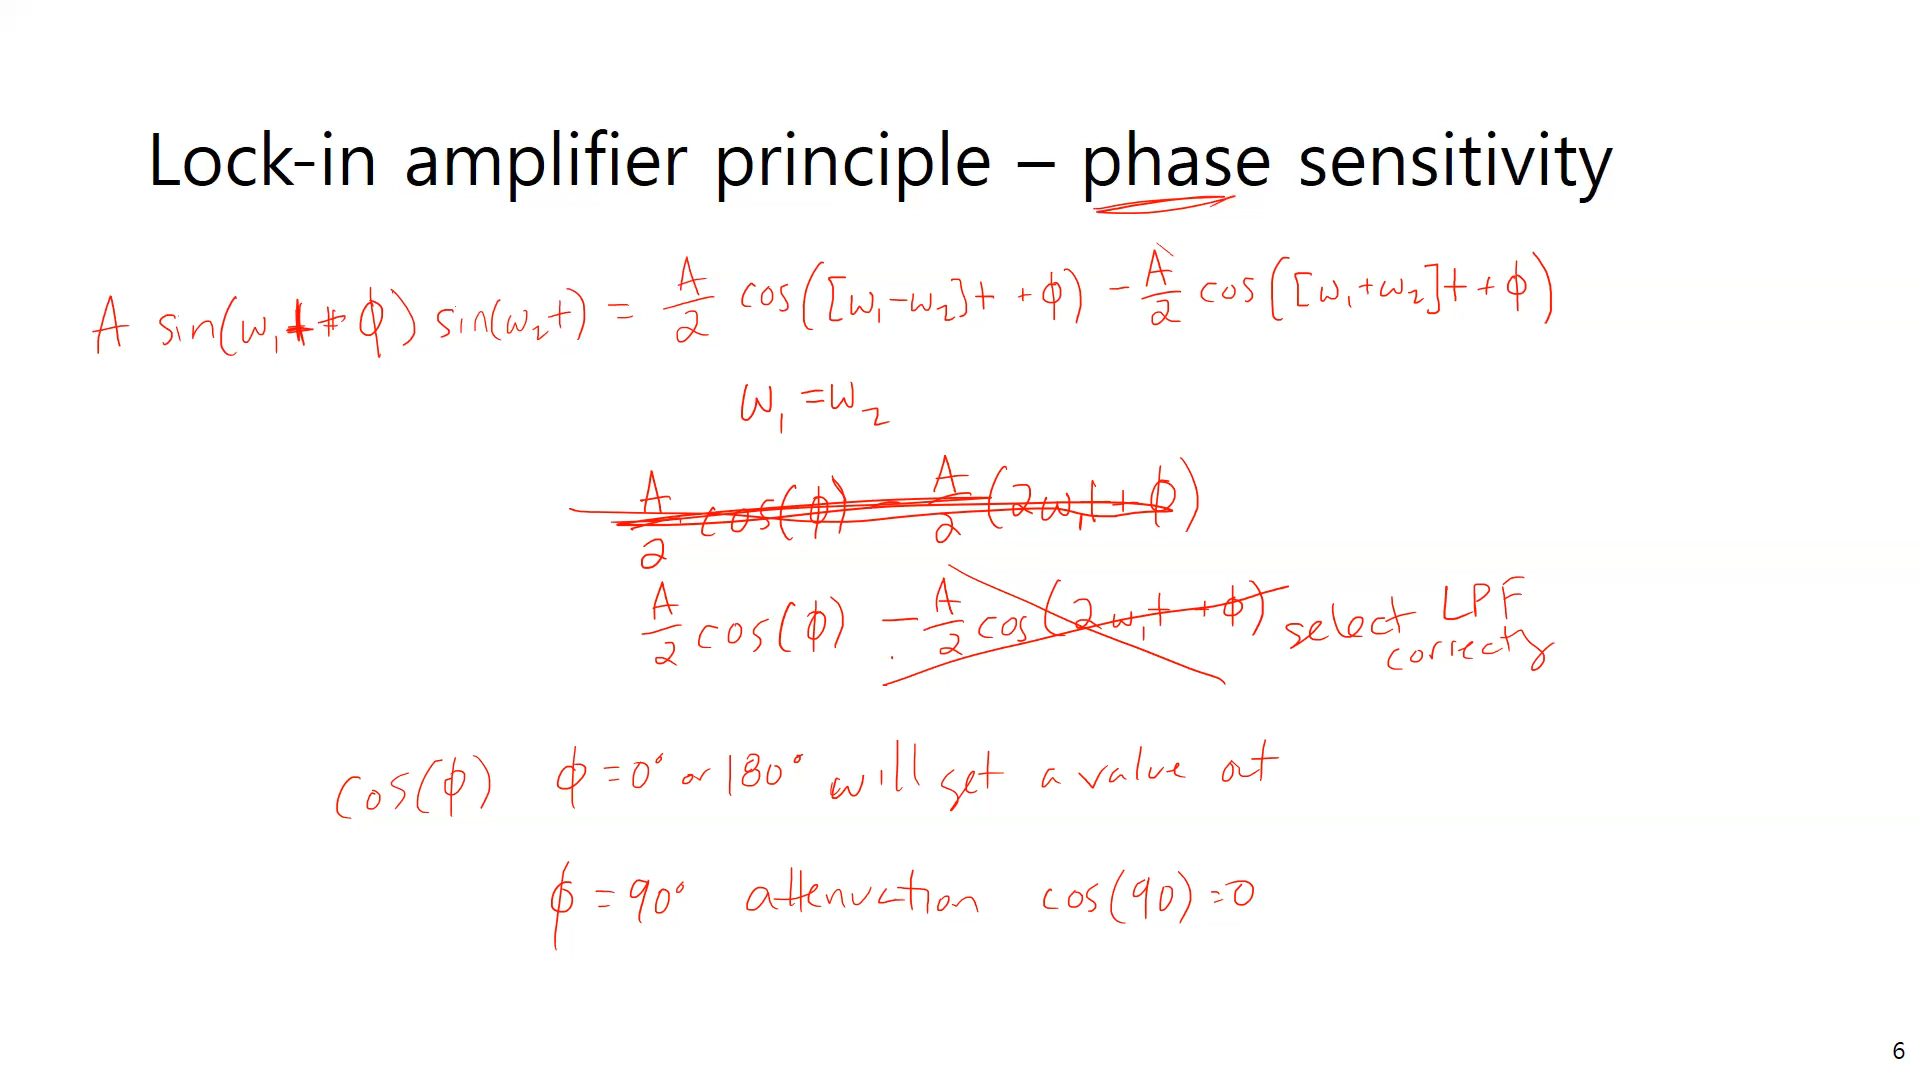 Lock-in amplifier principle – phase sensitivity
A sin(ω₁t + ϕ) sin(ω₂t) = A/2 cos([ω₁-ω₂]t + ϕ) - A/2 cos([ω₁+ω₂]t + ϕ)
ω₁ = ω₂
A/2 cos(ϕ) - A/2 (2ω₁t + ϕ)
A/2 cos(ϕ) - A/2 cos(2ω₁t + ϕ) select LPF
correctly
cos(ϕ) ϕ = 0° or 180° will get a value out
ϕ = 90° attenuation cos(90) = 0
6